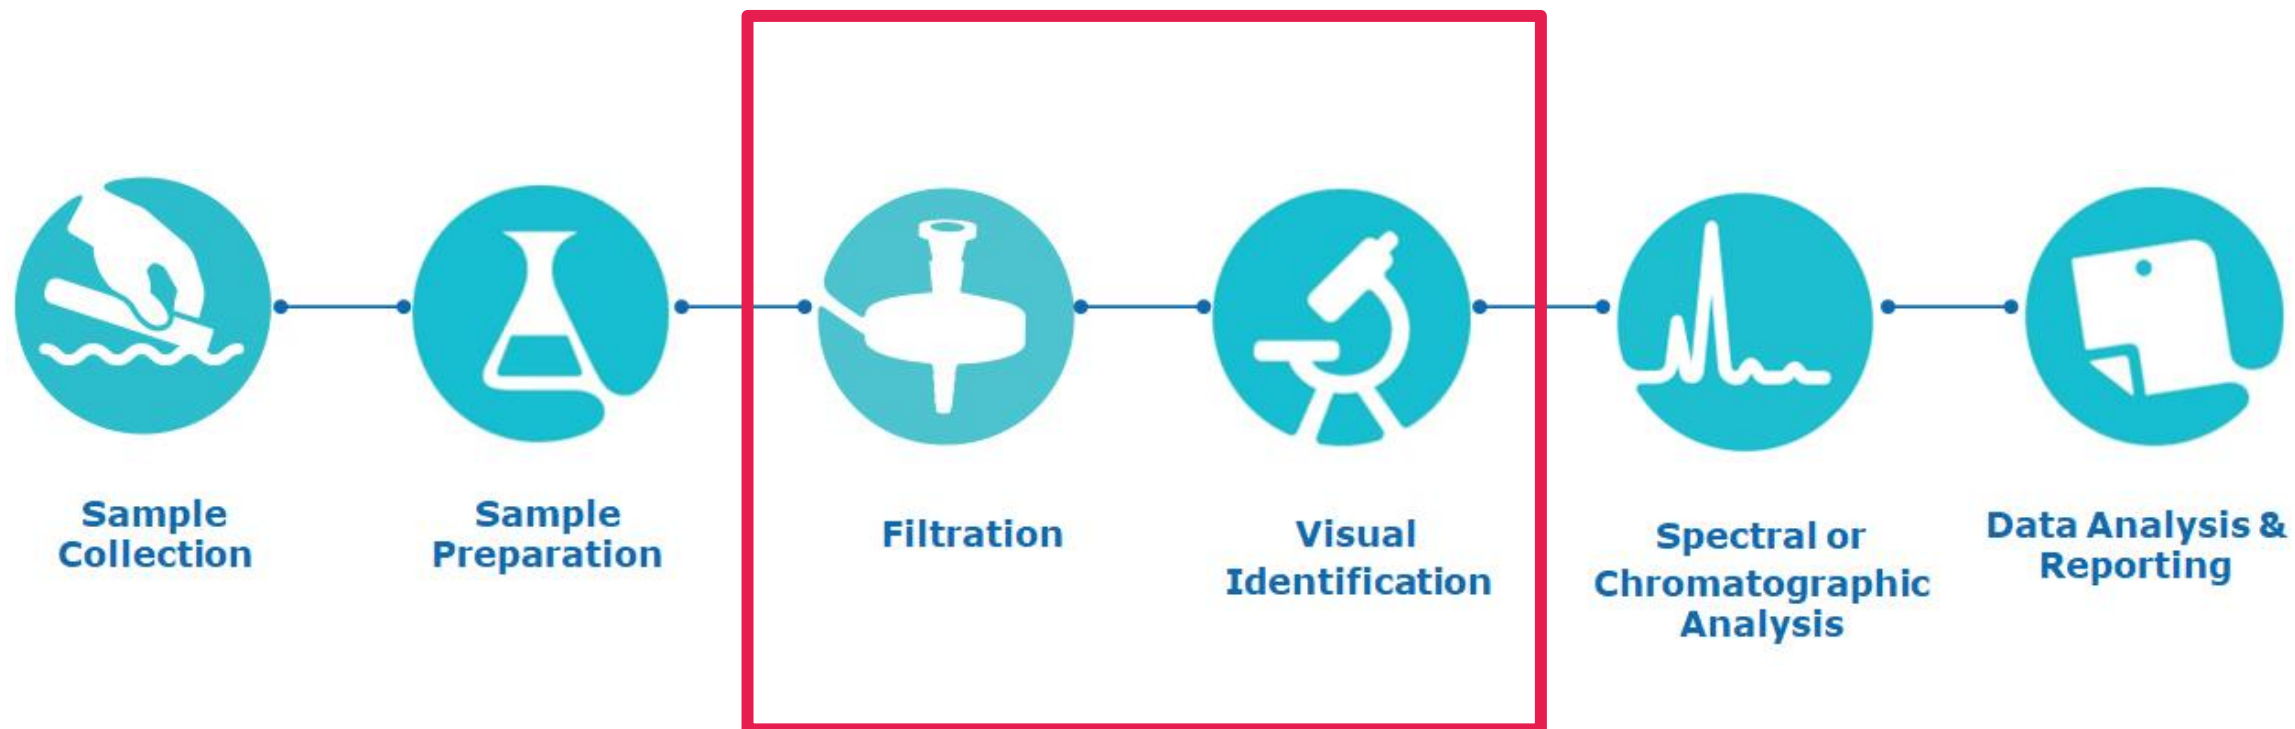 Sample
Collection
Sample
Preparation
Filtration
Visual
Identification
Spectral or
Chromatographic
Analysis
Data Analysis &
Reporting